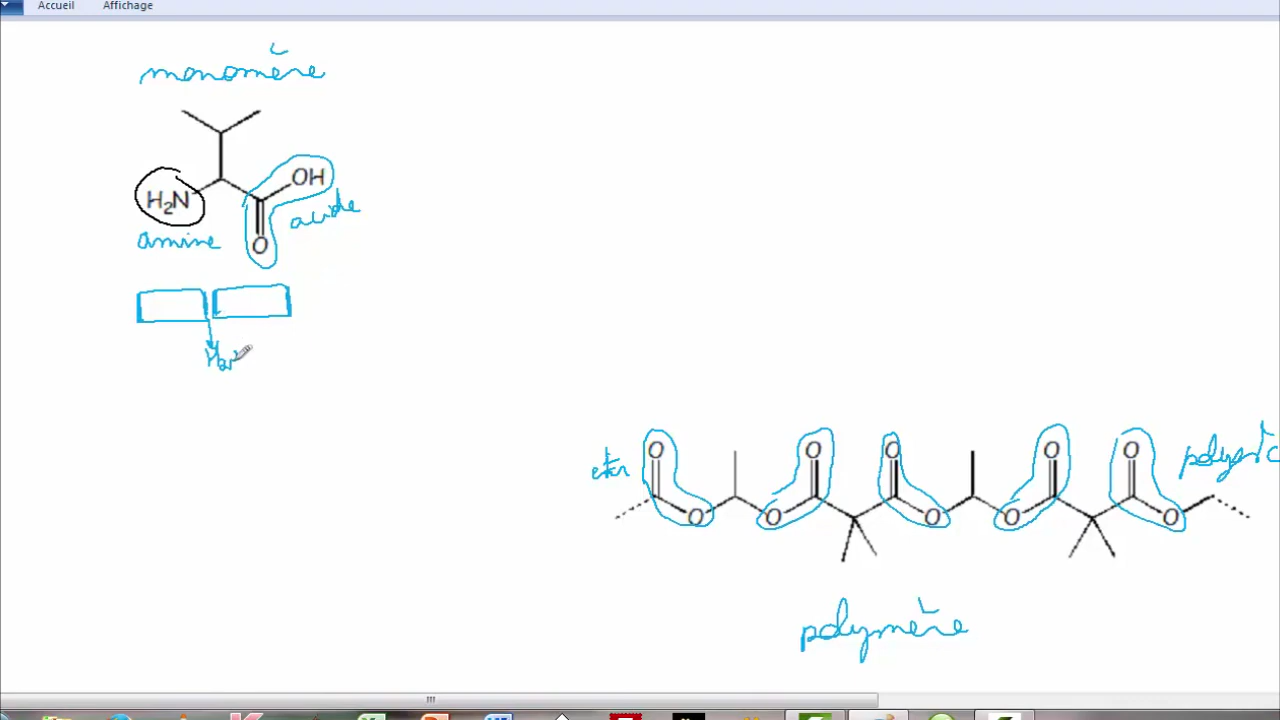 Accueil Affichage
monomère
OH
H₂N
acide
O
amine
ester
O O O O O
O O O O O
polymère